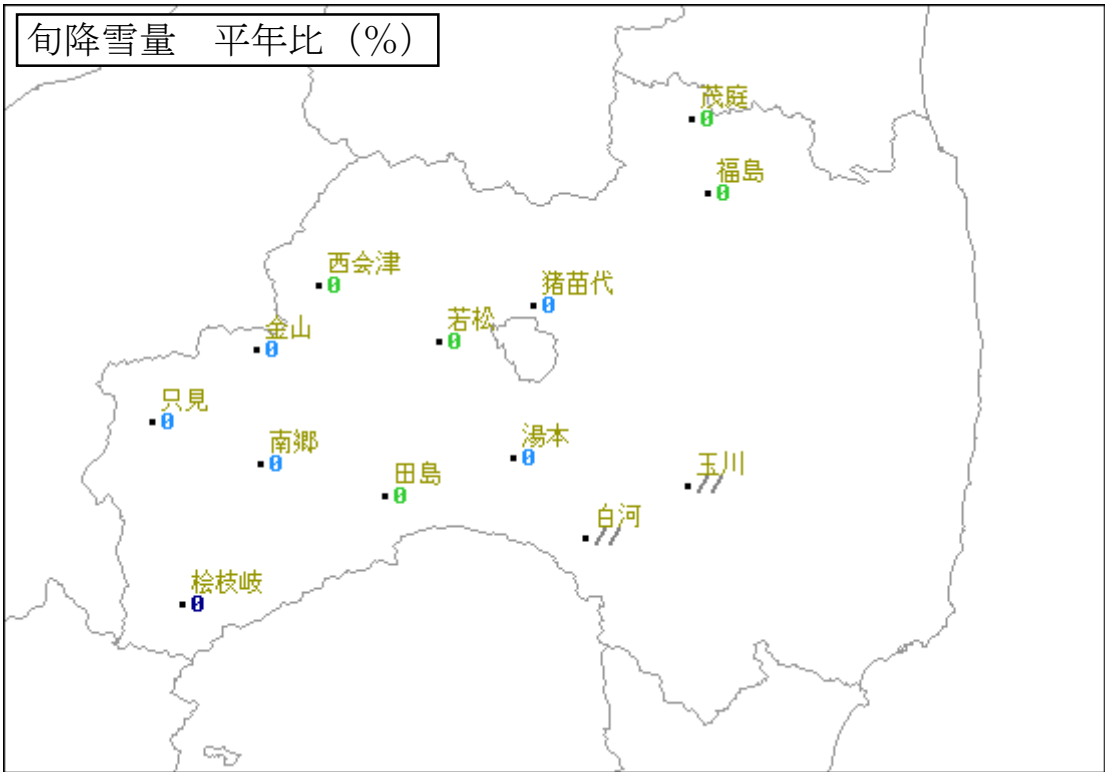 旬降雪量　平年比（％）
茂庭
0
福島
0
西会津
0
猪苗代
0
金山
0
若松
0
只見
0
南郷
0
湯本
0
田島
0
玉川
//
白河
//
桧枝岐
0